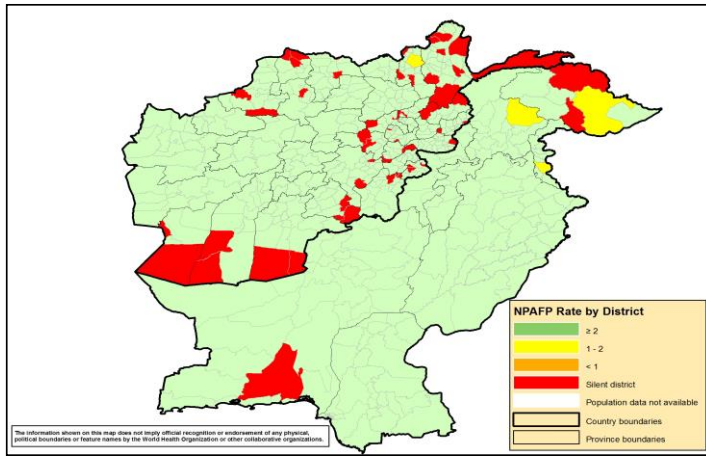 NPAFP Rate by District
≥ 2
1 - 2
< 1
Silent district
Population data not available
Country boundaries
Province boundaries
The information shown on this map does not imply official recognition or endorsement of any physical,
political boundaries or feature names by the World Health Organization or other collaborative organizations.